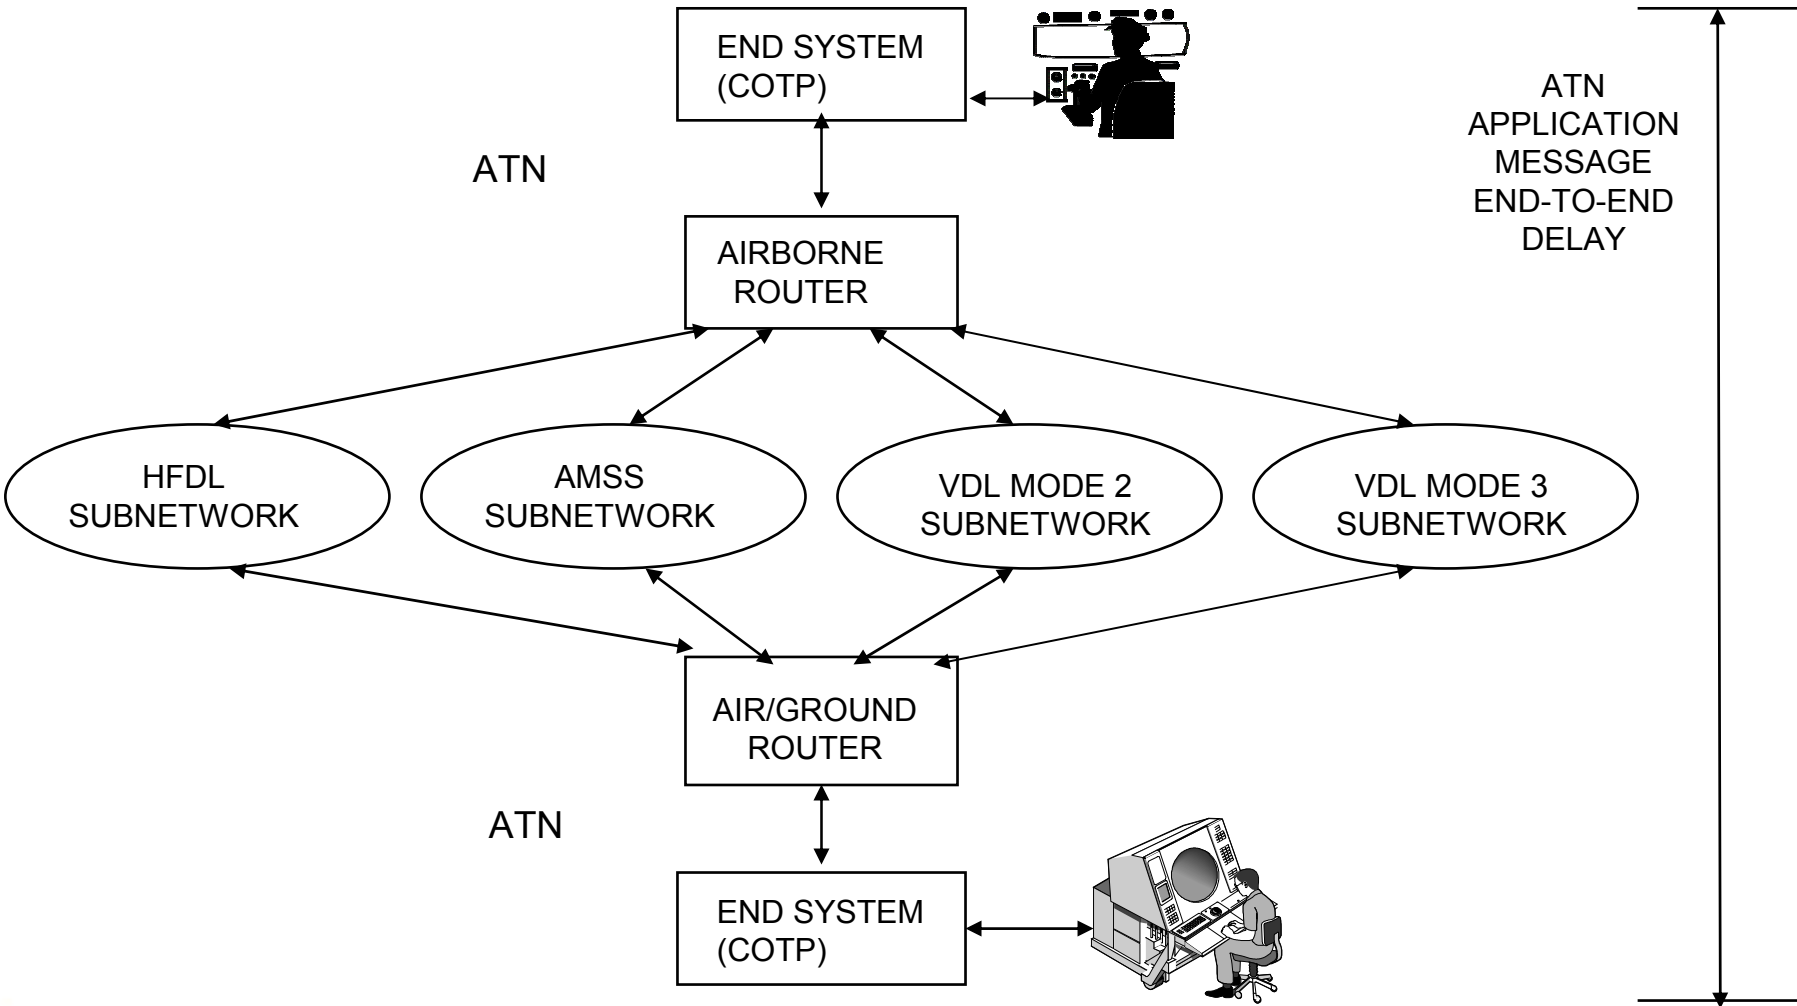 END SYSTEM
(COTP)
ATN
APPLICATION
MESSAGE
END-TO-END
DELAY
ATN
AIRBORNE
ROUTER
HFDL
SUBNETWORK
AMSS
SUBNETWORK
VDL MODE 2
SUBNETWORK
VDL MODE 3
SUBNETWORK
AIR/GROUND
ROUTER
ATN
END SYSTEM
(COTP)